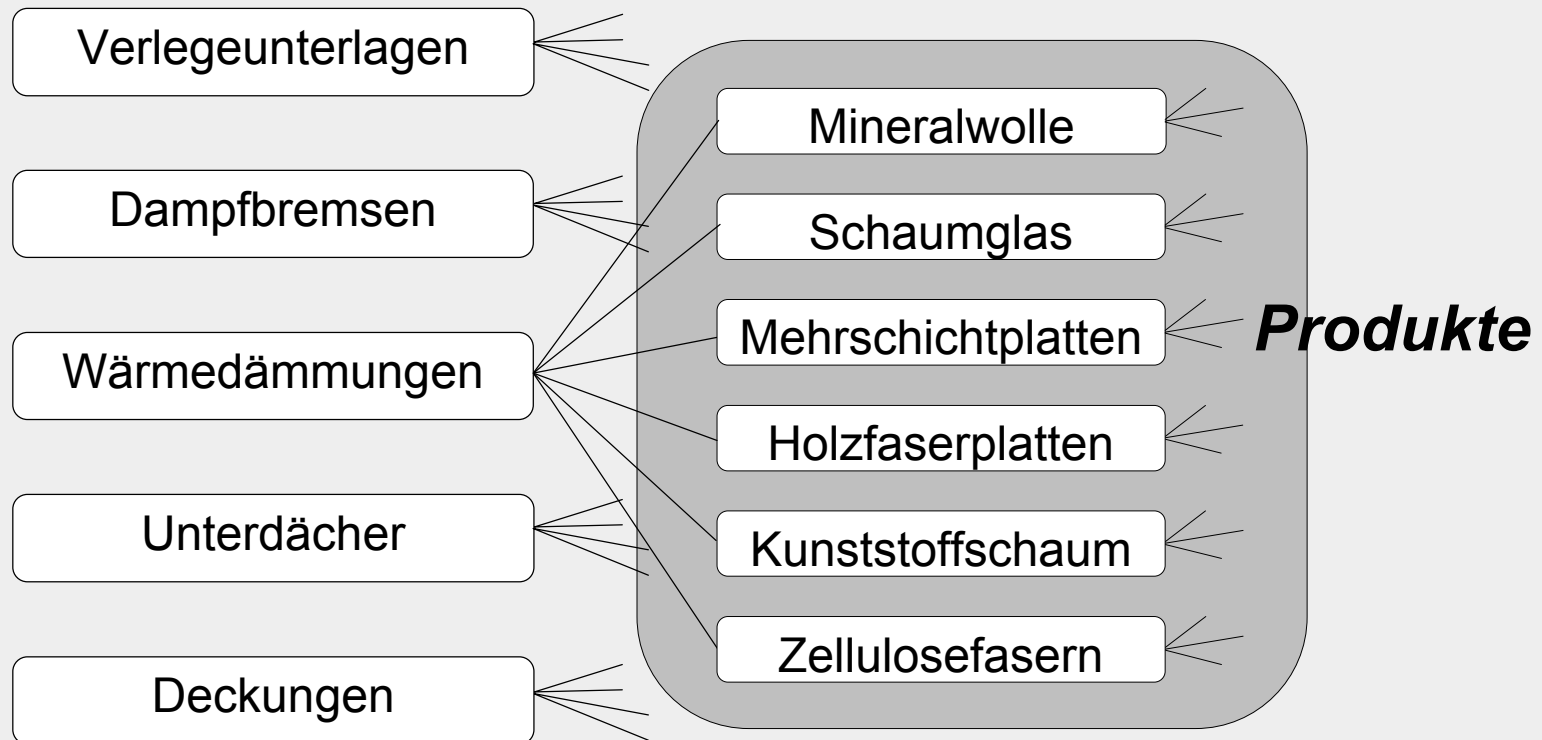 Verlegeunterlagen
Dampfbremsen
Wärmedämmungen
Unterdächer
Deckungen
Mineralwolle
Schaumglas
Mehrschichtplatten
Holzfaserplatten
Kunststoffschaum
Zellulosefasern
Produkte